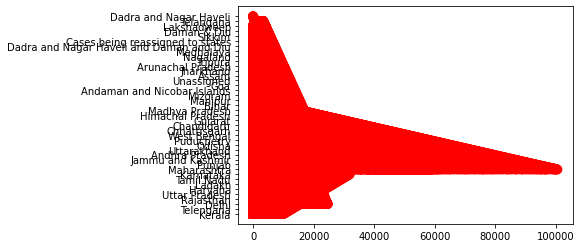 Dadra and Nagar Haveli
Telangana
Lakshadweep
Daman & Diu
Sikkim
Cases being reassigned to states
Dadra and Nagar Haveli and Daman and Diu
Meghalaya
Nagaland
Tripura
Arunachal Pradesh
Jharkhand
Assam
Unassigned
Goa
Andaman and Nicobar Islands
Mizoram
Manipur
Bihar
Madhya Pradesh
Himachal Pradesh
Gujarat
Chandigarh
Chhattisgarh
West Bengal
Puducherry
Odisha
Uttarakhand
Andhra Pradesh
Jammu and Kashmir
Punjab
Maharashtra
Karnataka
Tamil Nadu
Ladakh
Haryana
Uttar Pradesh
Rajasthan
Delhi
Telengana
Kerala
0 20000 40000 60000 80000 100000